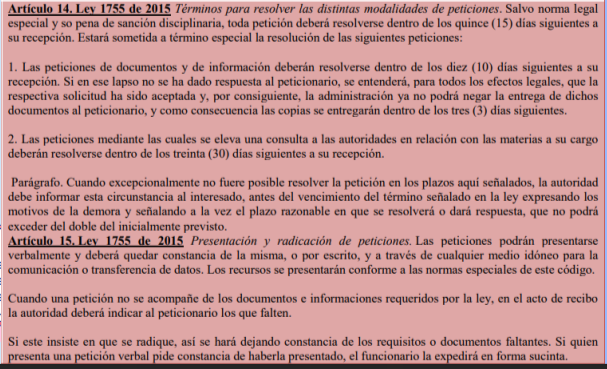 Artículo 14. Ley 1755 de 2015 Términos para resolver las distintas modalidades de peticiones. Salvo norma legal
especial y so pena de sanción disciplinaria, toda petición deberá resolverse dentro de los quince (15) días siguientes a
su recepción. Estará sometida a término especial la resolución de las siguientes peticiones:
1. Las peticiones de documentos y de información deberán resolverse dentro de los diez (10) días siguientes a su
recepción. Si en ese lapso no se ha dado respuesta al peticionario, se entenderá, para todos los efectos legales, que la
respectiva solicitud ha sido aceptada y, por consiguiente, la administración ya no podrá negar la entrega de dichos
documentos al peticionario, y como consecuencia las copias se entregarán dentro de los tres (3) días siguientes.
2. Las peticiones mediante las cuales se eleva una consulta a las autoridades en relación con las materias a su cargo
deberán resolverse dentro de los treinta (30) días siguientes a su recepción.
Parágrafo. Cuando excepcionalmente no fuere posible resolver la petición en los plazos aquí señalados, la autoridad
debe informar esta circunstancia al interesado, antes del vencimiento del término señalado en la ley expresando los
motivos de la demora y señalando a la vez el plazo razonable en que se resolverá o dará respuesta, que no podrá
exceder del doble del inicialmente previsto.
Artículo 15. Ley 1755 de 2015 Presentación y radicación de peticiones. Las peticiones podrán presentarse
verbalmente y deberá quedar constancia de la misma, o por escrito, y a través de cualquier medio idóneo para la
comunicación o transferencia de datos. Los recursos se presentarán conforme a las normas especiales de este código.
Cuando una petición no se acompañe de los documentos e informaciones requeridos por la ley, en el acto de recibo
la autoridad deberá indicar al peticionario los que falten.
Si este insiste en que se radique, así se hará dejando constancia de los requisitos o documentos faltantes. Si quien
presenta una petición verbal pide constancia de haberla presentado, el funcionario la expedirá en forma sucinta.